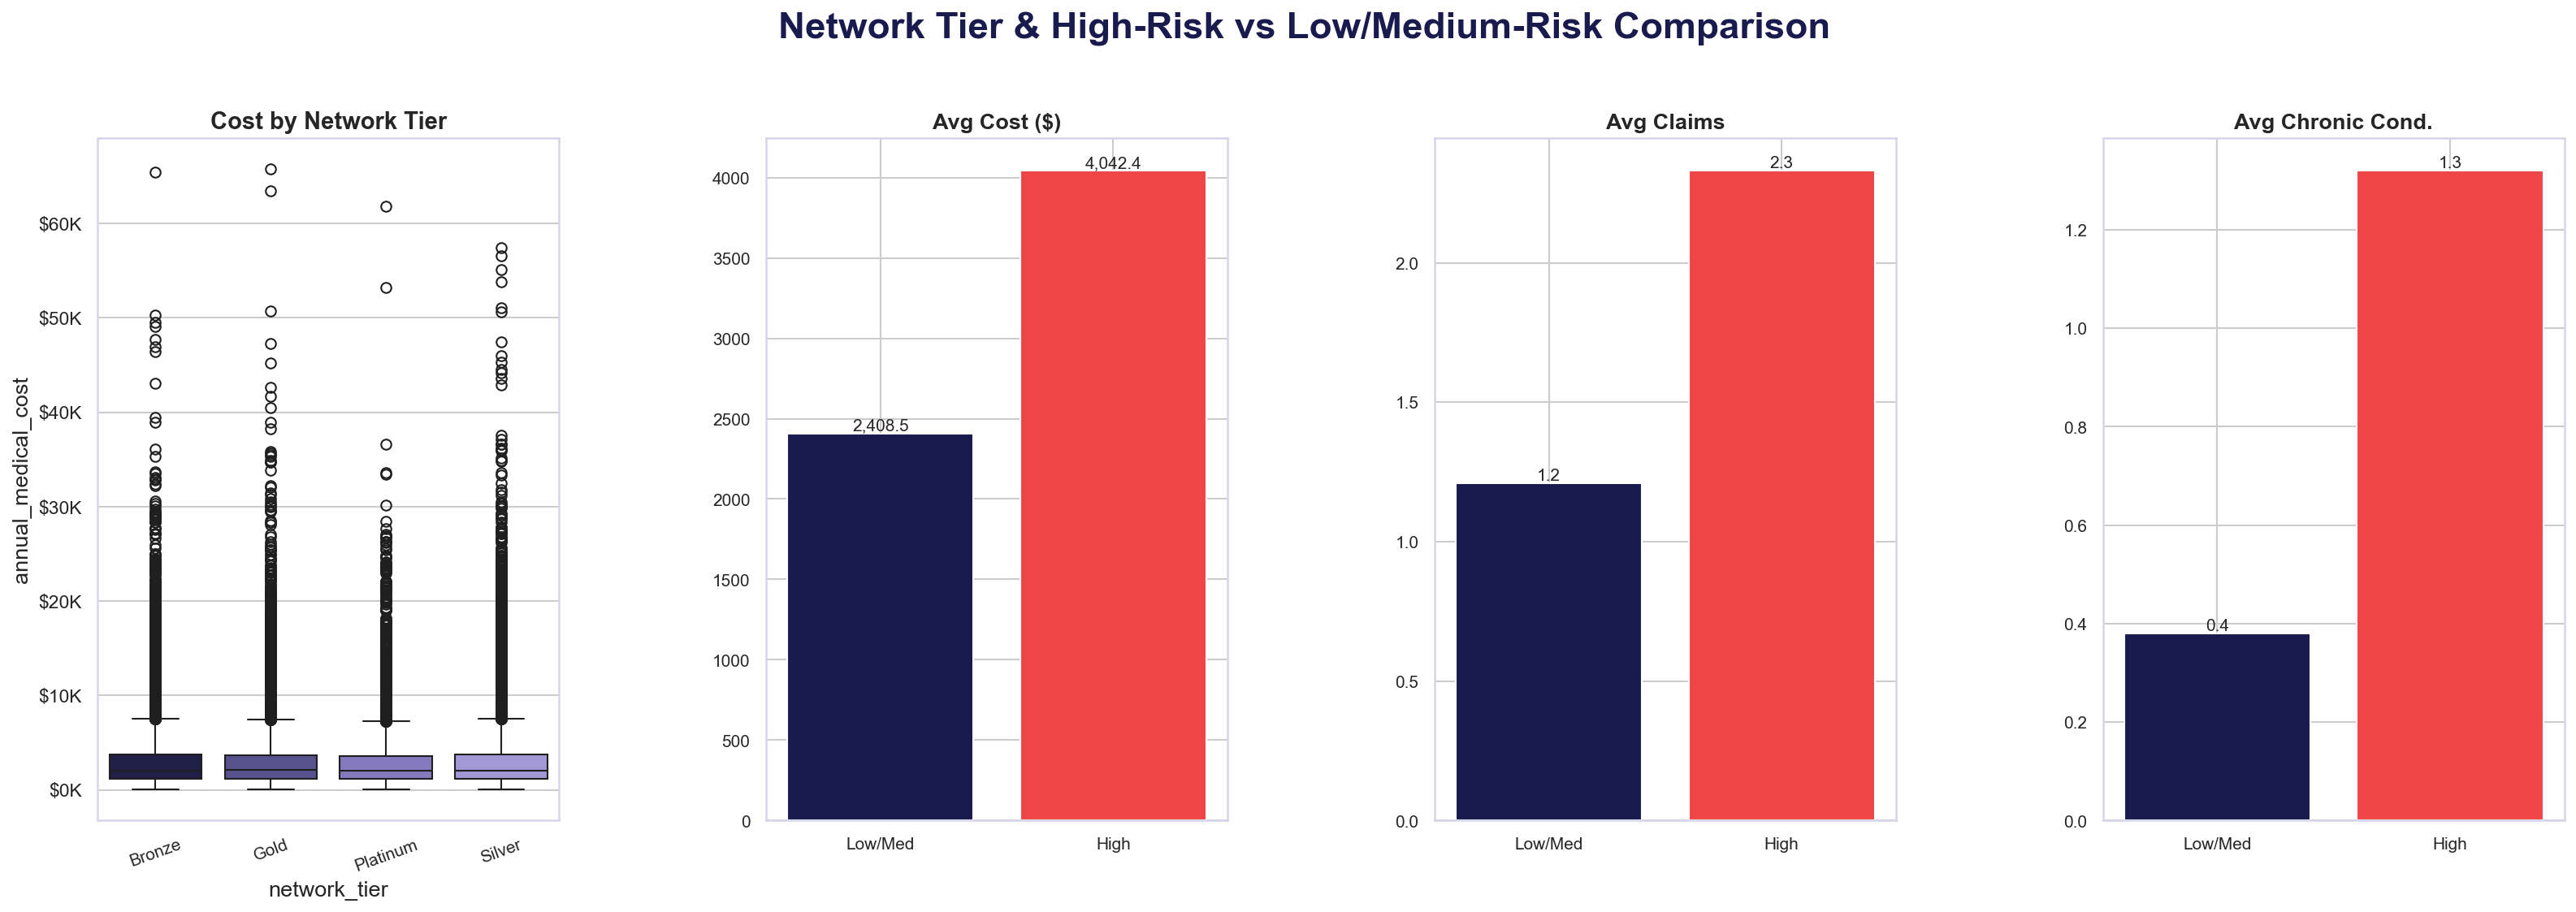 Network Tier & High-Risk vs Low/Medium-Risk Comparison
Cost by Network Tier
annual_medical_cost
$60K
$50K
$40K
$30K
$20K
$10K
$0K
Bronze
Gold
Platinum
Silver
network_tier
Avg Cost ($)
4000
3500
3000
2500
2000
1500
1000
500
0
2,408.5
4,042.4
Low/Med
High
Avg Claims
2.0
1.5
1.0
0.5
0.0
1.2
2.3
Low/Med
High
Avg Chronic Cond.
1.2
1.0
0.8
0.6
0.4
0.2
0.0
0.4
1.3
Low/Med
High